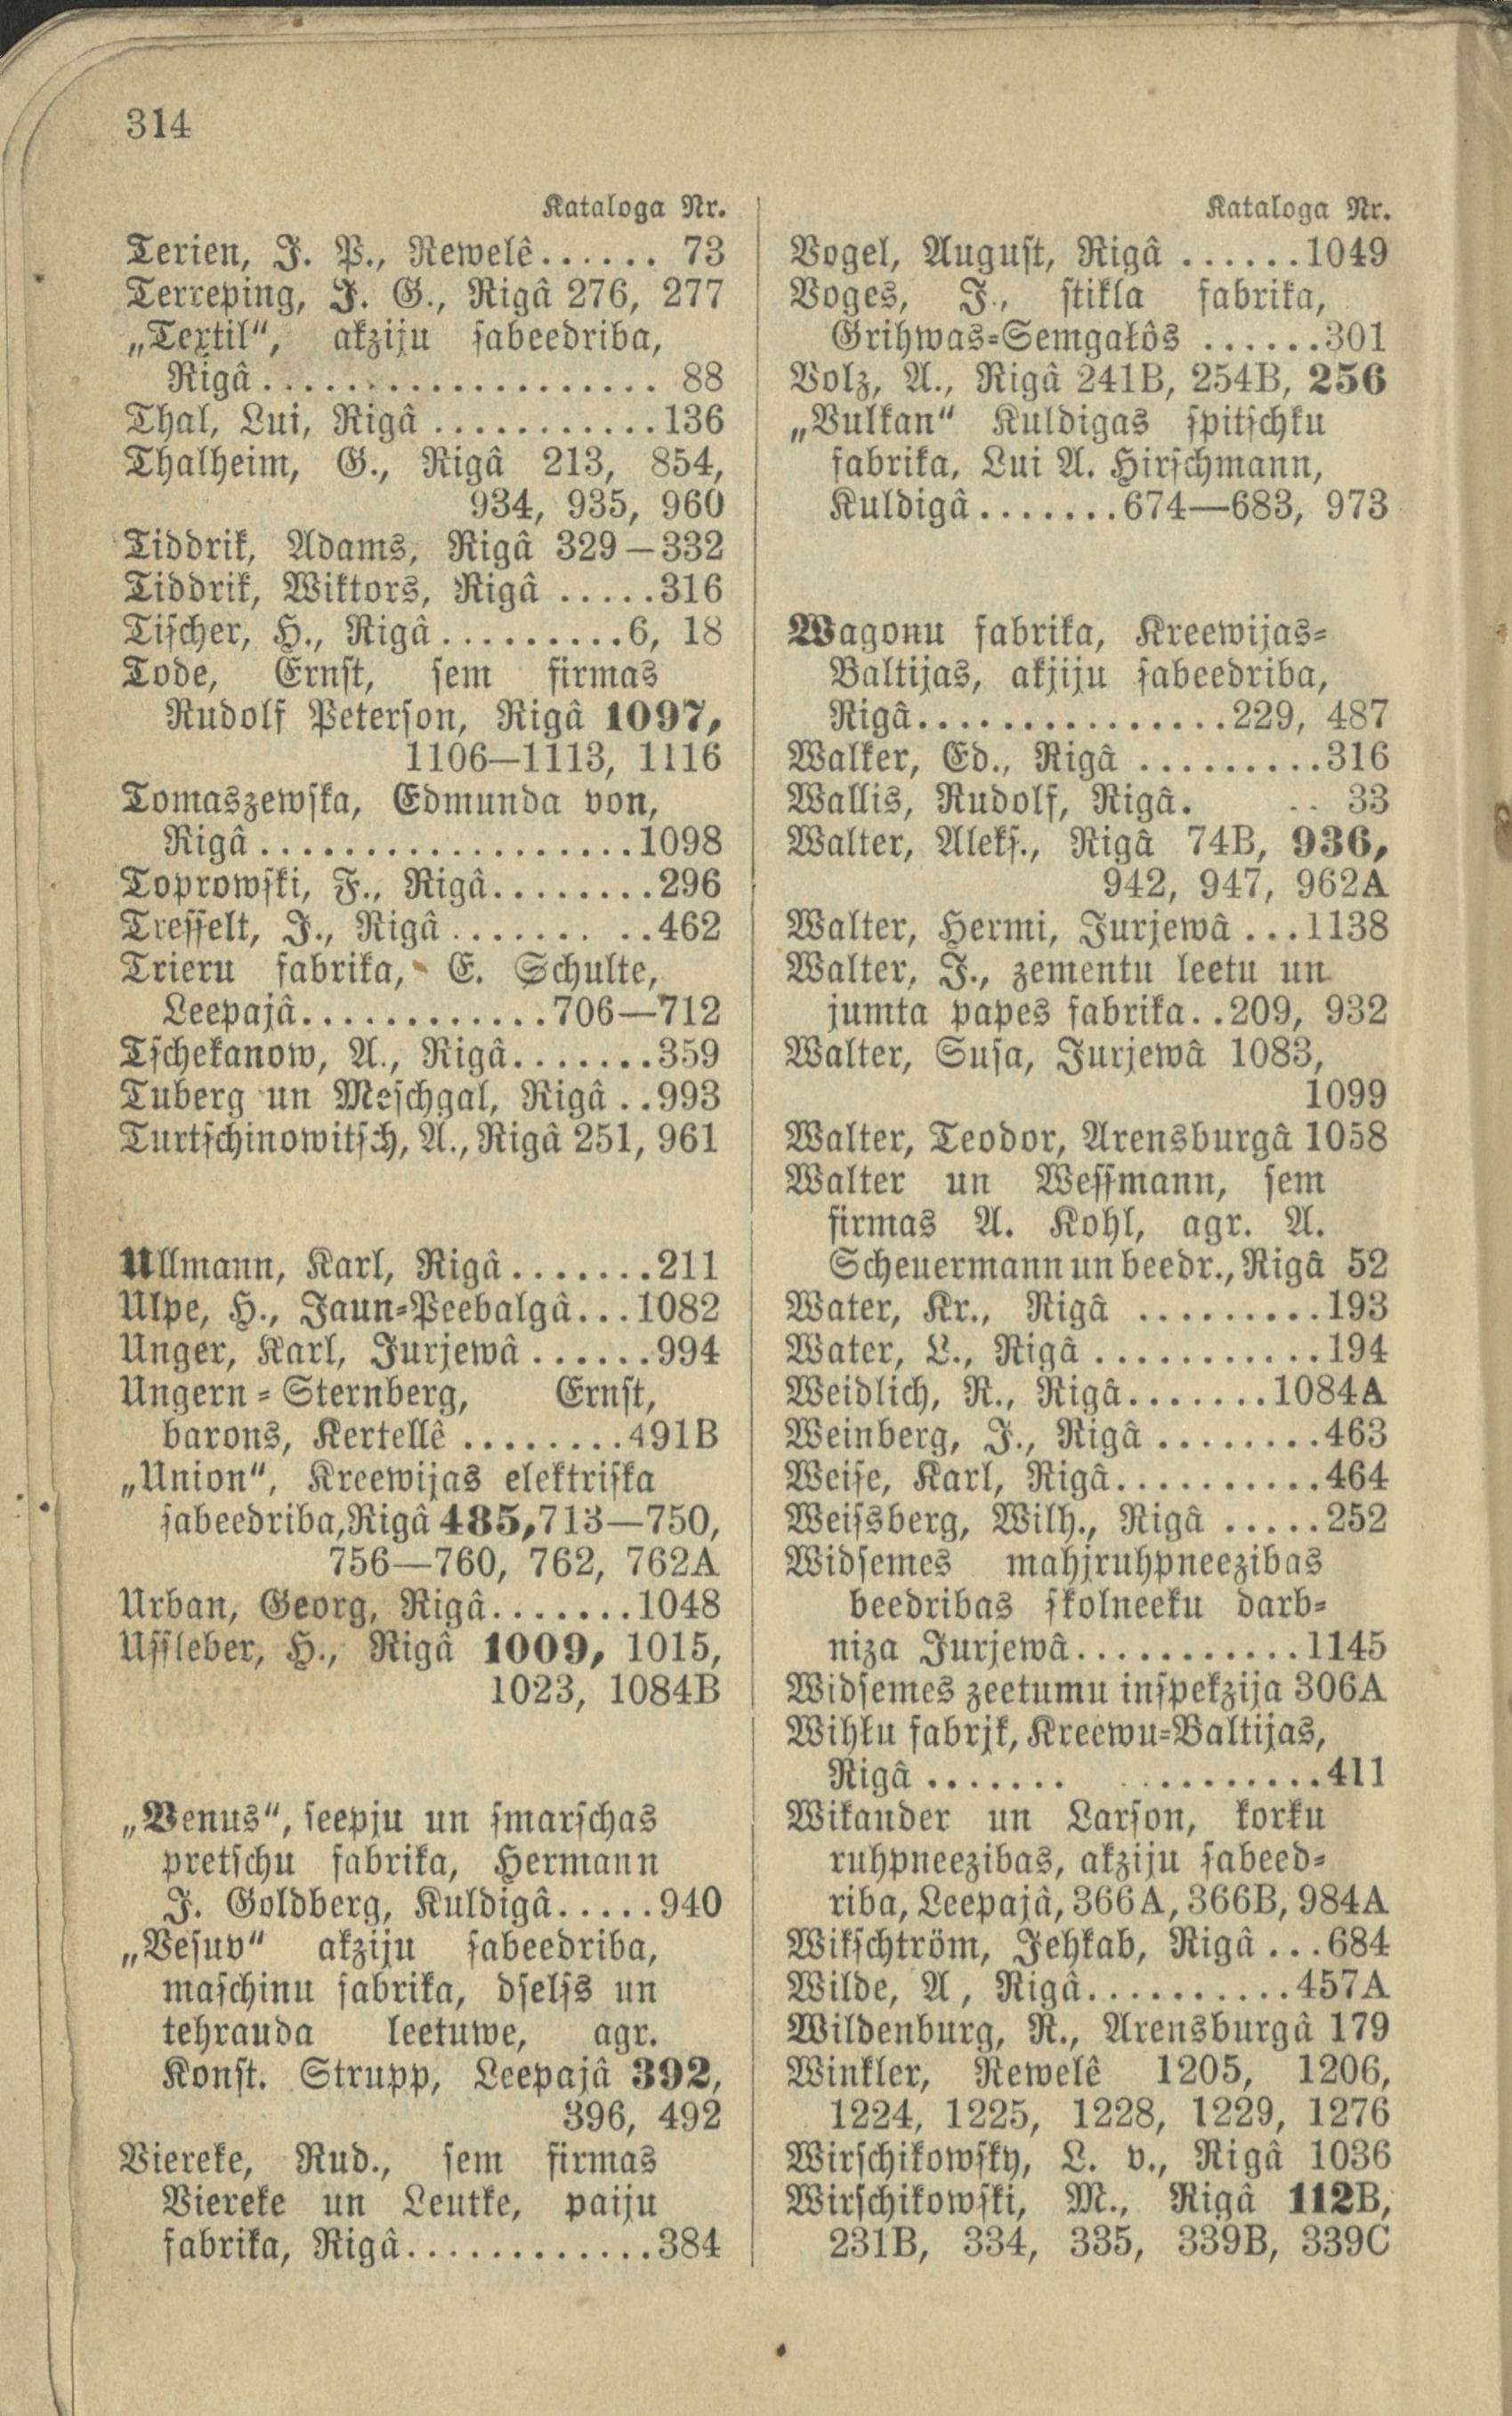 314
Kataloga Nr.
Terien, J. P., Rewelê...... 73
Terreping, J. G., Rigâ 276, 277
„Textil“, akziju sabeedriba,
Rigâ................... 88
Thal, Lui, Rigâ ...........136
Thalheim, G., Rigâ 213, 854,
934, 935, 960
Tiddrik, Adams, Rigâ 329–332
Tiddrik, Wiktors, Rigâ .....316
Tischer, H., Rigâ.........6, 18
Tode, Ernst, sem firmas
Rudolf Peterson, Rigâ 1097,
1106—1113, 1116
Tomaszewska, Edmunda von,
Rigâ..................1098
Toprowski, F., Rigâ........296
Tresselt, J., Rigâ....... ..462
Trieru fabrika, E. Schulte,
Leepajâ............706—712
Tschekanow, A., Rigâ.......359
Tuberg un Meschgal, Rigâ..993
Turtschinowitsch, A., Rigâ 251, 961
Ullmann, Karl, Rigâ.......211
Ulpe, H., Jaun-Peebalgâ...1082
Unger, Karl, Jurjewâ......994
Ungern-Sternberg, Ernst,
barons, Kertellê ........491B
„Union“, Kreewijas elektriska
sabeedriba, Rigâ 485, 713—750,
756—760, 762, 762A
Urban, Georg, Rigâ.......1048
Ussleber, H., Rigâ 1009, 1015,
1023, 1084B
„Venus“, seepju un smarschas
pretschu fabrika, Hermann
J. Goldberg, Kuldigâ.....940
„Vesuv“ akziju sabeedriba,
maschinu fabrika, dselss un
tehrauda leetuwe, agr.
Konst. Strupp, Leepajâ 392,
396, 492
Viereke, Rud., sem firmas
Viereke un Leutke, paiju
fabrika, Rigâ.............384
Kataloga Nr.
Vogel, August, Rigâ ......1049
Voges, J., stikla fabrika,
Grihwas-Semgałôs ......301
Volz, A., Rigâ 241B, 254B, 256
„Vulkan“ Kuldigas spitschku
fabrika, Lui A. Hirschmann,
Kuldigâ.......674—683, 973
Wagonu fabrika, Kreewijas-
Baltijas, akjiju sabeedriba,
Rigâ...............229, 487
Walker, Ed., Rigâ .........316
Wallis, Rudolf, Rigâ. .. 33
Walter, Aleks., Rigâ 74B, 936,
942, 947, 962A
Walter, Hermi, Jurjewâ...1138
Walter, J., zementu leetu un
jumta papes fabrika..209, 932
Walter, Susa, Jurjewâ 1083,
1099
Walter, Teodor, Arensburgâ 1058
Walter un Wessmann, sem
firmas A. Kohl, agr. A.
Scheuermann un beedr., Rigâ 52
Water, Kr., Rigâ .........193
Water, L., Rigâ...........194
Weidlich, R., Rigâ.......1084A
Weinberg, J., Rigâ ........463
Weise, Karl, Rigâ..........464
Weissberg, Wilh., Rigâ .....252
Widsemes mahjruhpneezibas
beedribas skolneeku darb-
niza Jurjewâ...........1145
Widsemes zeetumu inspekzija 306A
Wihłu fabrjk, Kreewu-Baltijas,
Rigâ....... .........411
Wikander un Larson, korķu
ruhpneezibas, akziju sabeed-
riba, Leepajâ, 366A, 366B, 984A
Wikschtröm, Jehkab, Rigâ...684
Wilde, A, Rigâ..........457A
Wildenburg, R., Arensburgâ 179
Winkler, Rewelê 1205, 1206,
1224, 1225, 1228, 1229, 1276
Wirschikowsky, L. v., Rigâ 1036
Wirschikowski, M., Rigâ 112B,
231B, 334, 335, 339B, 339C